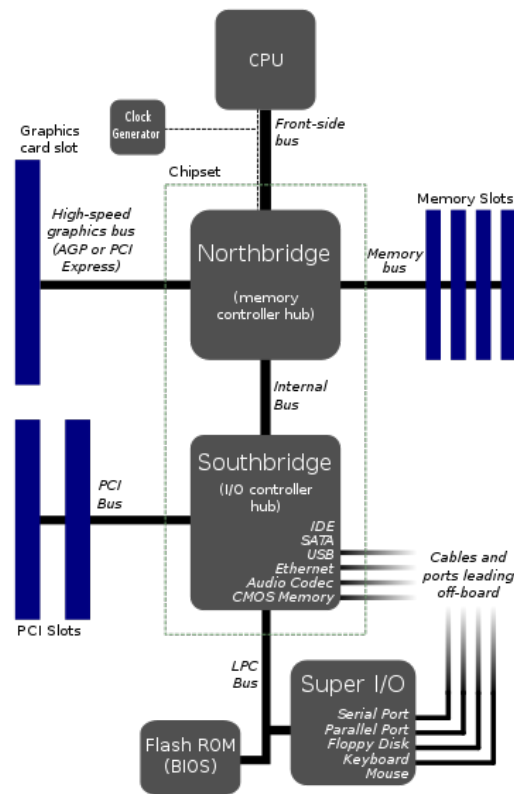 CPU
Clock
Generator
Front-side
bus
Graphics
card slot
Chipset
High-speed
graphics bus
(AGP or PCI
Express)
Northbridge
(memory
controller hub)
Memory
bus
Memory Slots
Internal
Bus
Southbridge
(I/O controller
hub)
PCI
Bus
IDE
SATA
USB
Ethernet
Audio Codec
CMOS Memory
Cables and
ports leading
off-board
PCI Slots
LPC
Bus
Super I/O
Serial Port
Parallel Port
Floppy Disk
Keyboard
Mouse
Flash ROM
(BIOS)